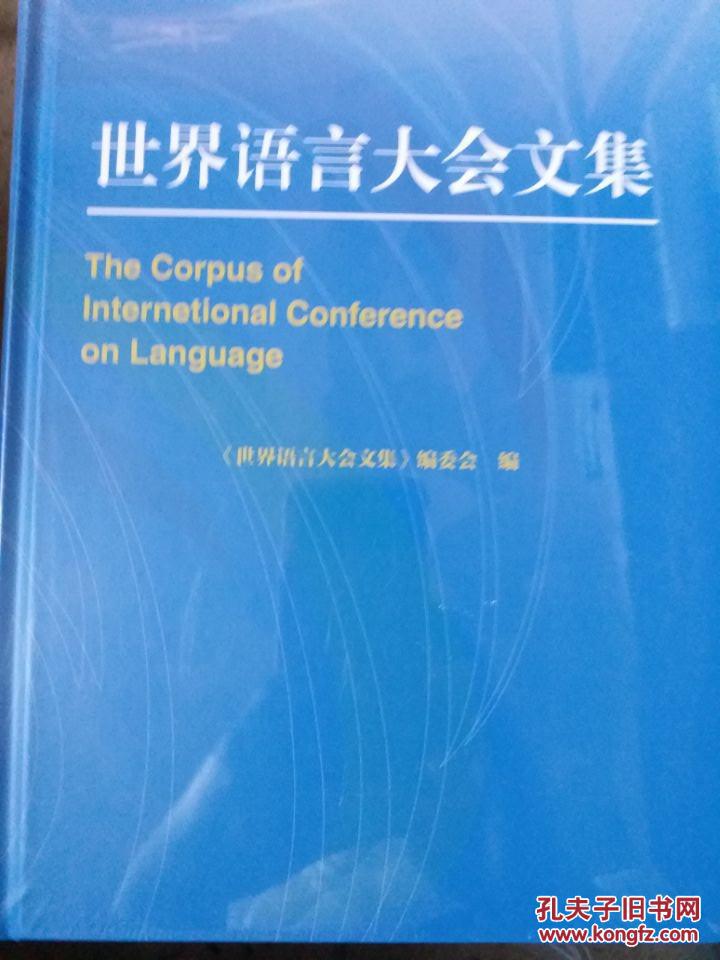 世界语言大会文集
The Corpus of
Internetional Conference
on Language
《世界语言大会文集》编委会 编
孔夫子旧书网
www.kongfz.com